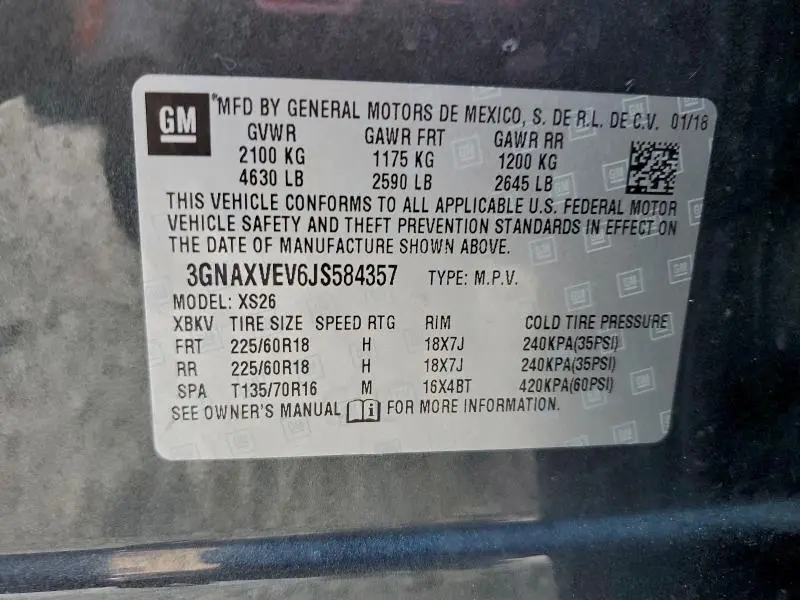 GM *MFD BY GENERAL MOTORS DE MEXICO, S. DE R.L. DE C.V. 01/18
GVWR GAWR FRT GAWR RR
2100 KG 1175 KG 1200 KG
4630 LB 2590 LB 2645 LB
THIS VEHICLE CONFORMS TO ALL APPLICABLE U.S. FEDERAL MOTOR
VEHICLE SAFETY AND THEFT PREVENTION STANDARDS IN EFFECT ON
THE DATE OF MANUFACTURE SHOWN ABOVE.
3GNAXVEV6JS584357 TYPE: M.P.V.
MODEL: XS26
XBKV TIRE SIZE SPEED RTG RIM COLD TIRE PRESSURE
FRT 225/60R18 H 18X7J 240KPA(35PSI)
RR 225/60R18 H 18X7J 240KPA(35PSI)
SPA T135/70R16 M 16X4BT 420KPA(60PSI)
SEE OWNER'S MANUAL i FOR MORE INFORMATION.